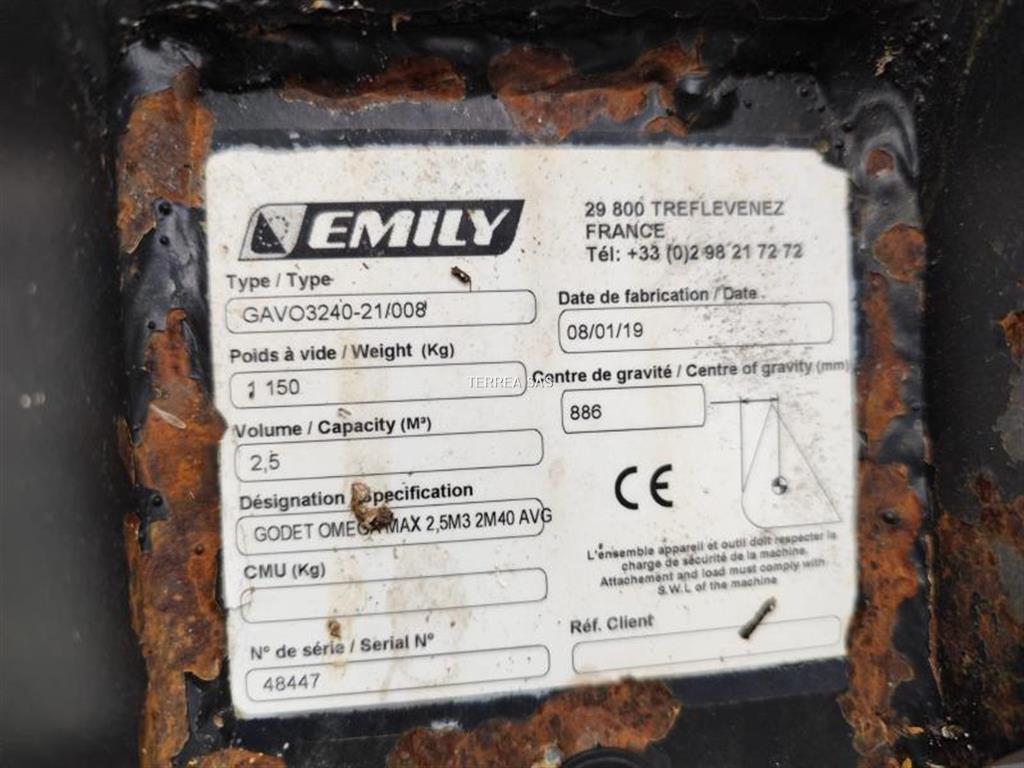 EMILY
29 800 TREFLEVENEZ
FRANCE
Tél: +33 (0)2 98 21 72 72
Type / Type
GAVO3240-21/008
Date de fabrication / Date
08/01/19
Poids à vide / Weight (Kg)
1 150
TERREA SAS
Centre de gravité / Centre of gravity (mm)
886
Volume / Capacity (M³)
2,5
Désignation / Specification
GODET OMEGA MAX 2,5M3 2M40 AVG
CE
L'ensemble appareil et outil doit respecter la
charge de sécurité de la machine.
Attachement and load must comply with
S.W.L of the machine
CMU (Kg)
Réf. Client
N° de série / Serial N°
48447